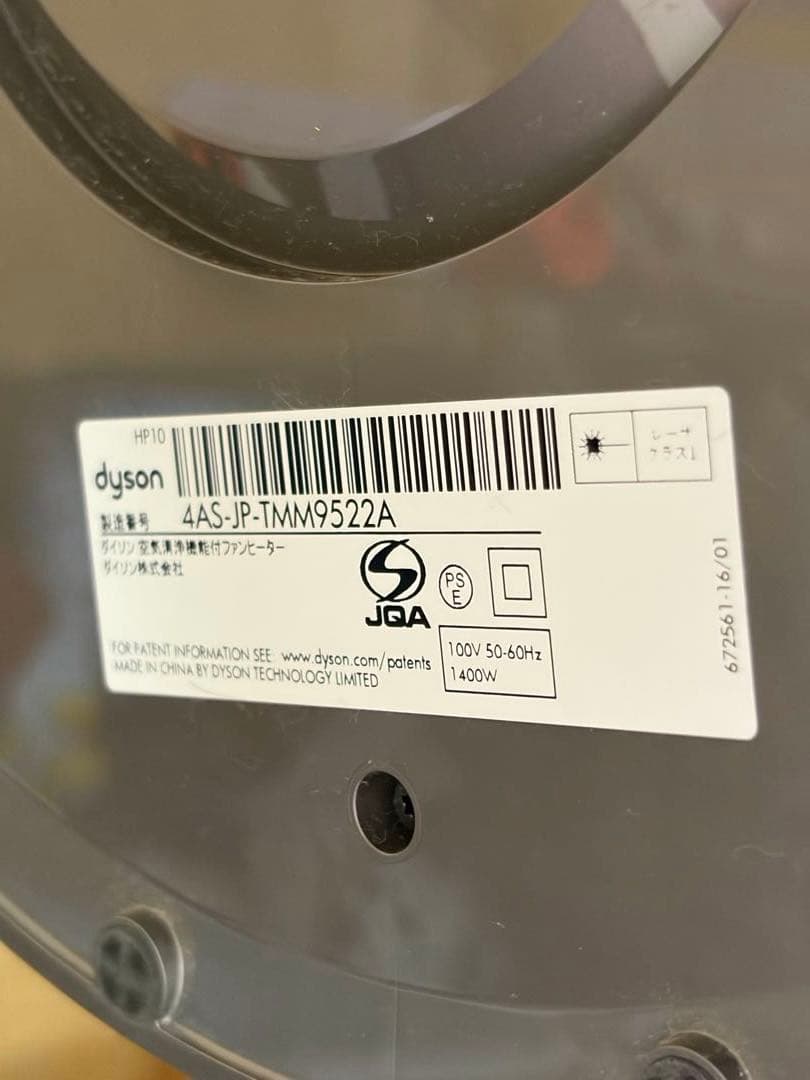 HP10
dyson
製造番号 4AS-JP-TMM9522A
ダイソン 空気清浄機能付ファンヒーター
ダイソン株式会社
JQA
PS
E
レーザ
クラス1
FOR PATENT INFORMATION SEE: www.dyson.com/patents
MADE IN CHINA BY DYSON TECHNOLOGY LIMITED
100V 50-60Hz
1400W
672561-16/01